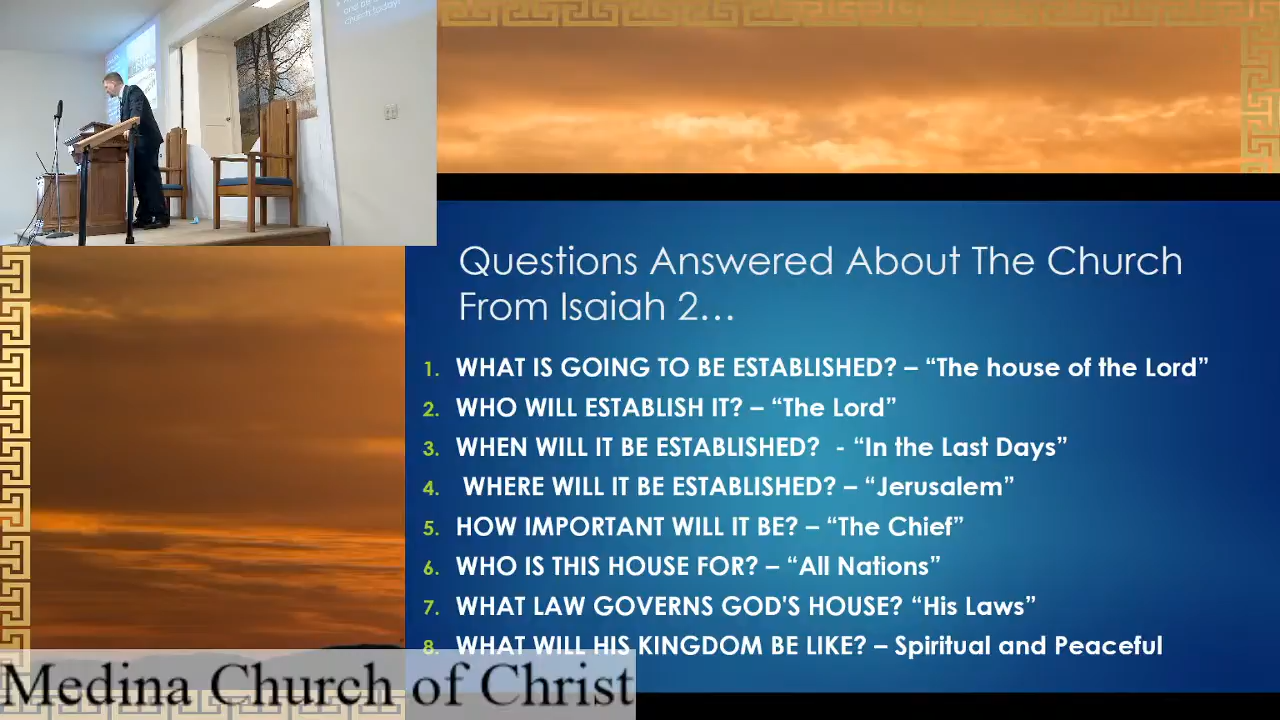 church today?
Questions Answered About The Church
From Isaiah 2…
1. WHAT IS GOING TO BE ESTABLISHED? – “The house of the Lord”
2. WHO WILL ESTABLISH IT? – “The Lord”
3. WHEN WILL IT BE ESTABLISHED?  - “In the Last Days”
4. WHERE WILL IT BE ESTABLISHED? – “Jerusalem”
5. HOW IMPORTANT WILL IT BE? – “The Chief”
6. WHO IS THIS HOUSE FOR? – “All Nations”
7. WHAT LAW GOVERNS GOD'S HOUSE? “His Laws”
8. WHAT WILL HIS KINGDOM BE LIKE? – Spiritual and Peaceful
Medina Church of Christ